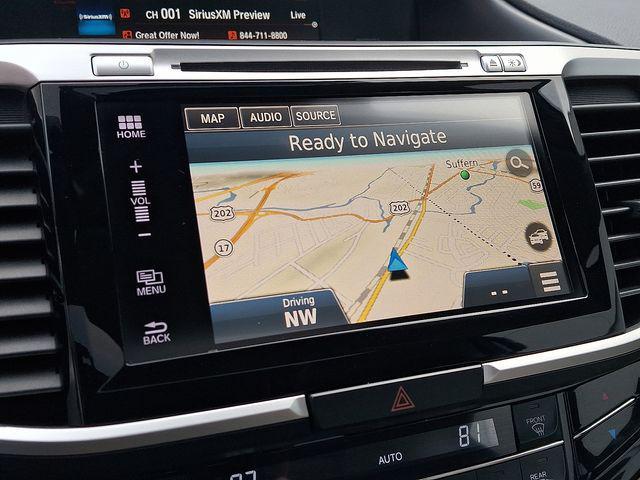 SiriusXM CH 001 SiriusXM Preview Live
Great Offer Now! 844-711-8800
MAP AUDIO SOURCE
Ready to Navigate
HOME
+
VOL
-
MENU
BACK
Suffern
59
202
202
17
Driving
NW
--
81
AUTO
FRONT
REAR